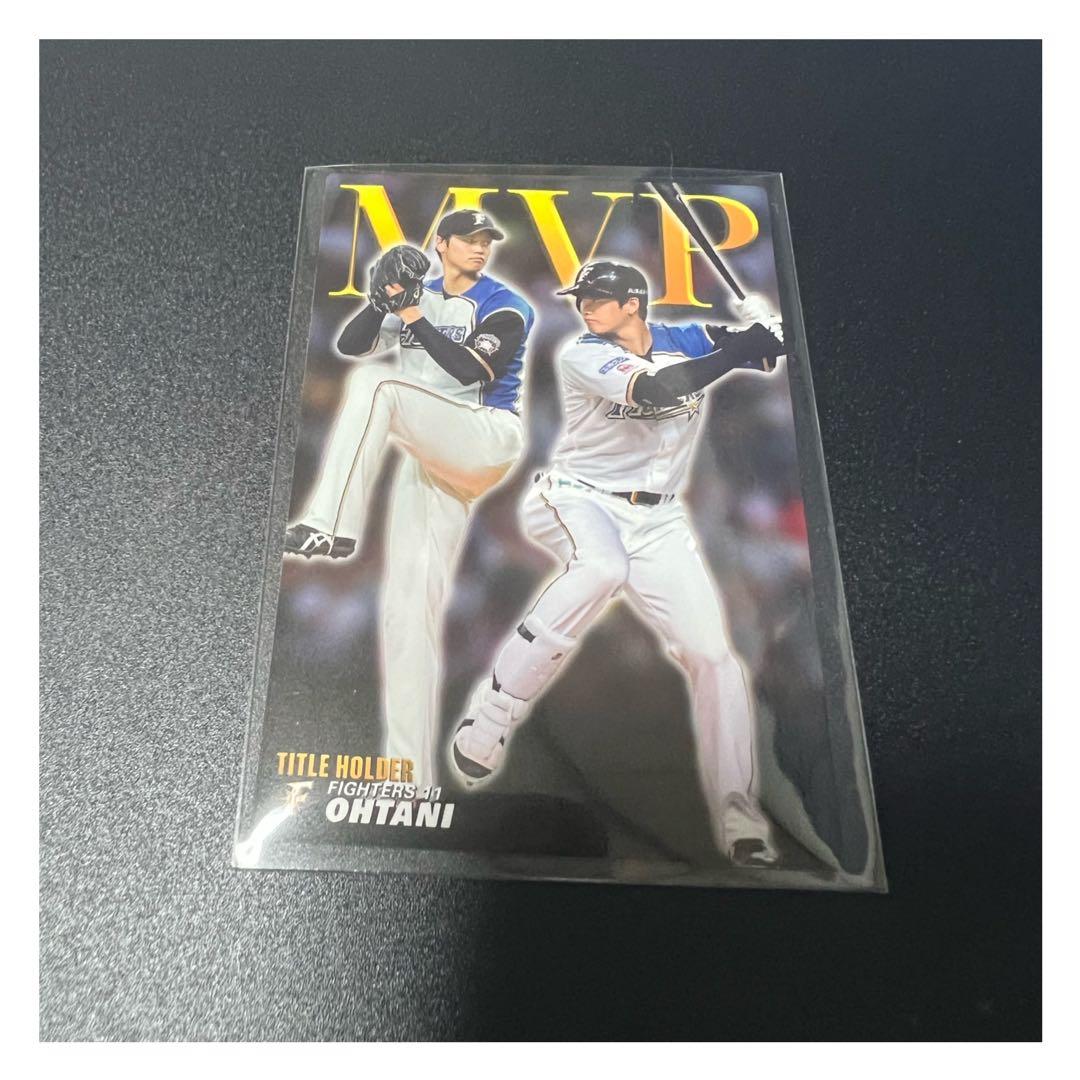 MVP
TITLE HOLDER
FIGHTERS 11
OHTANI
F
F
F